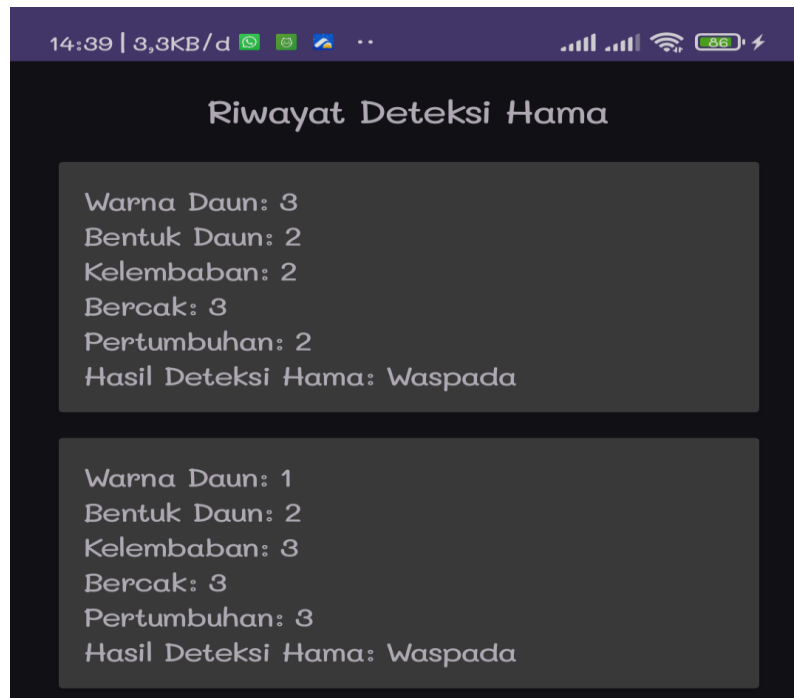 14:39 | 3,3KB/d
86
Riwayat Deteksi Hama
Warna Daun: 3
Bentuk Daun: 2
Kelembaban: 2
Bercak: 3
Pertumbuhan: 2
Hasil Deteksi Hama: Waspada
Warna Daun: 1
Bentuk Daun: 2
Kelembaban: 3
Bercak: 3
Pertumbuhan: 3
Hasil Deteksi Hama: Waspada